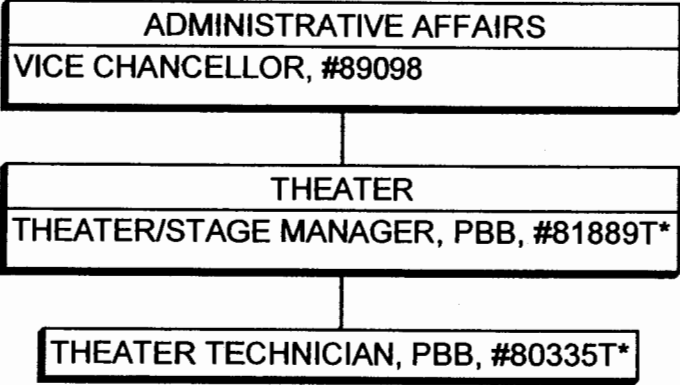 ADMINISTRATIVE AFFAIRS
VICE CHANCELLOR, #89098
THEATER
THEATER/STAGE MANAGER, PBB, #81889T*
THEATER TECHNICIAN, PBB, #80335T*